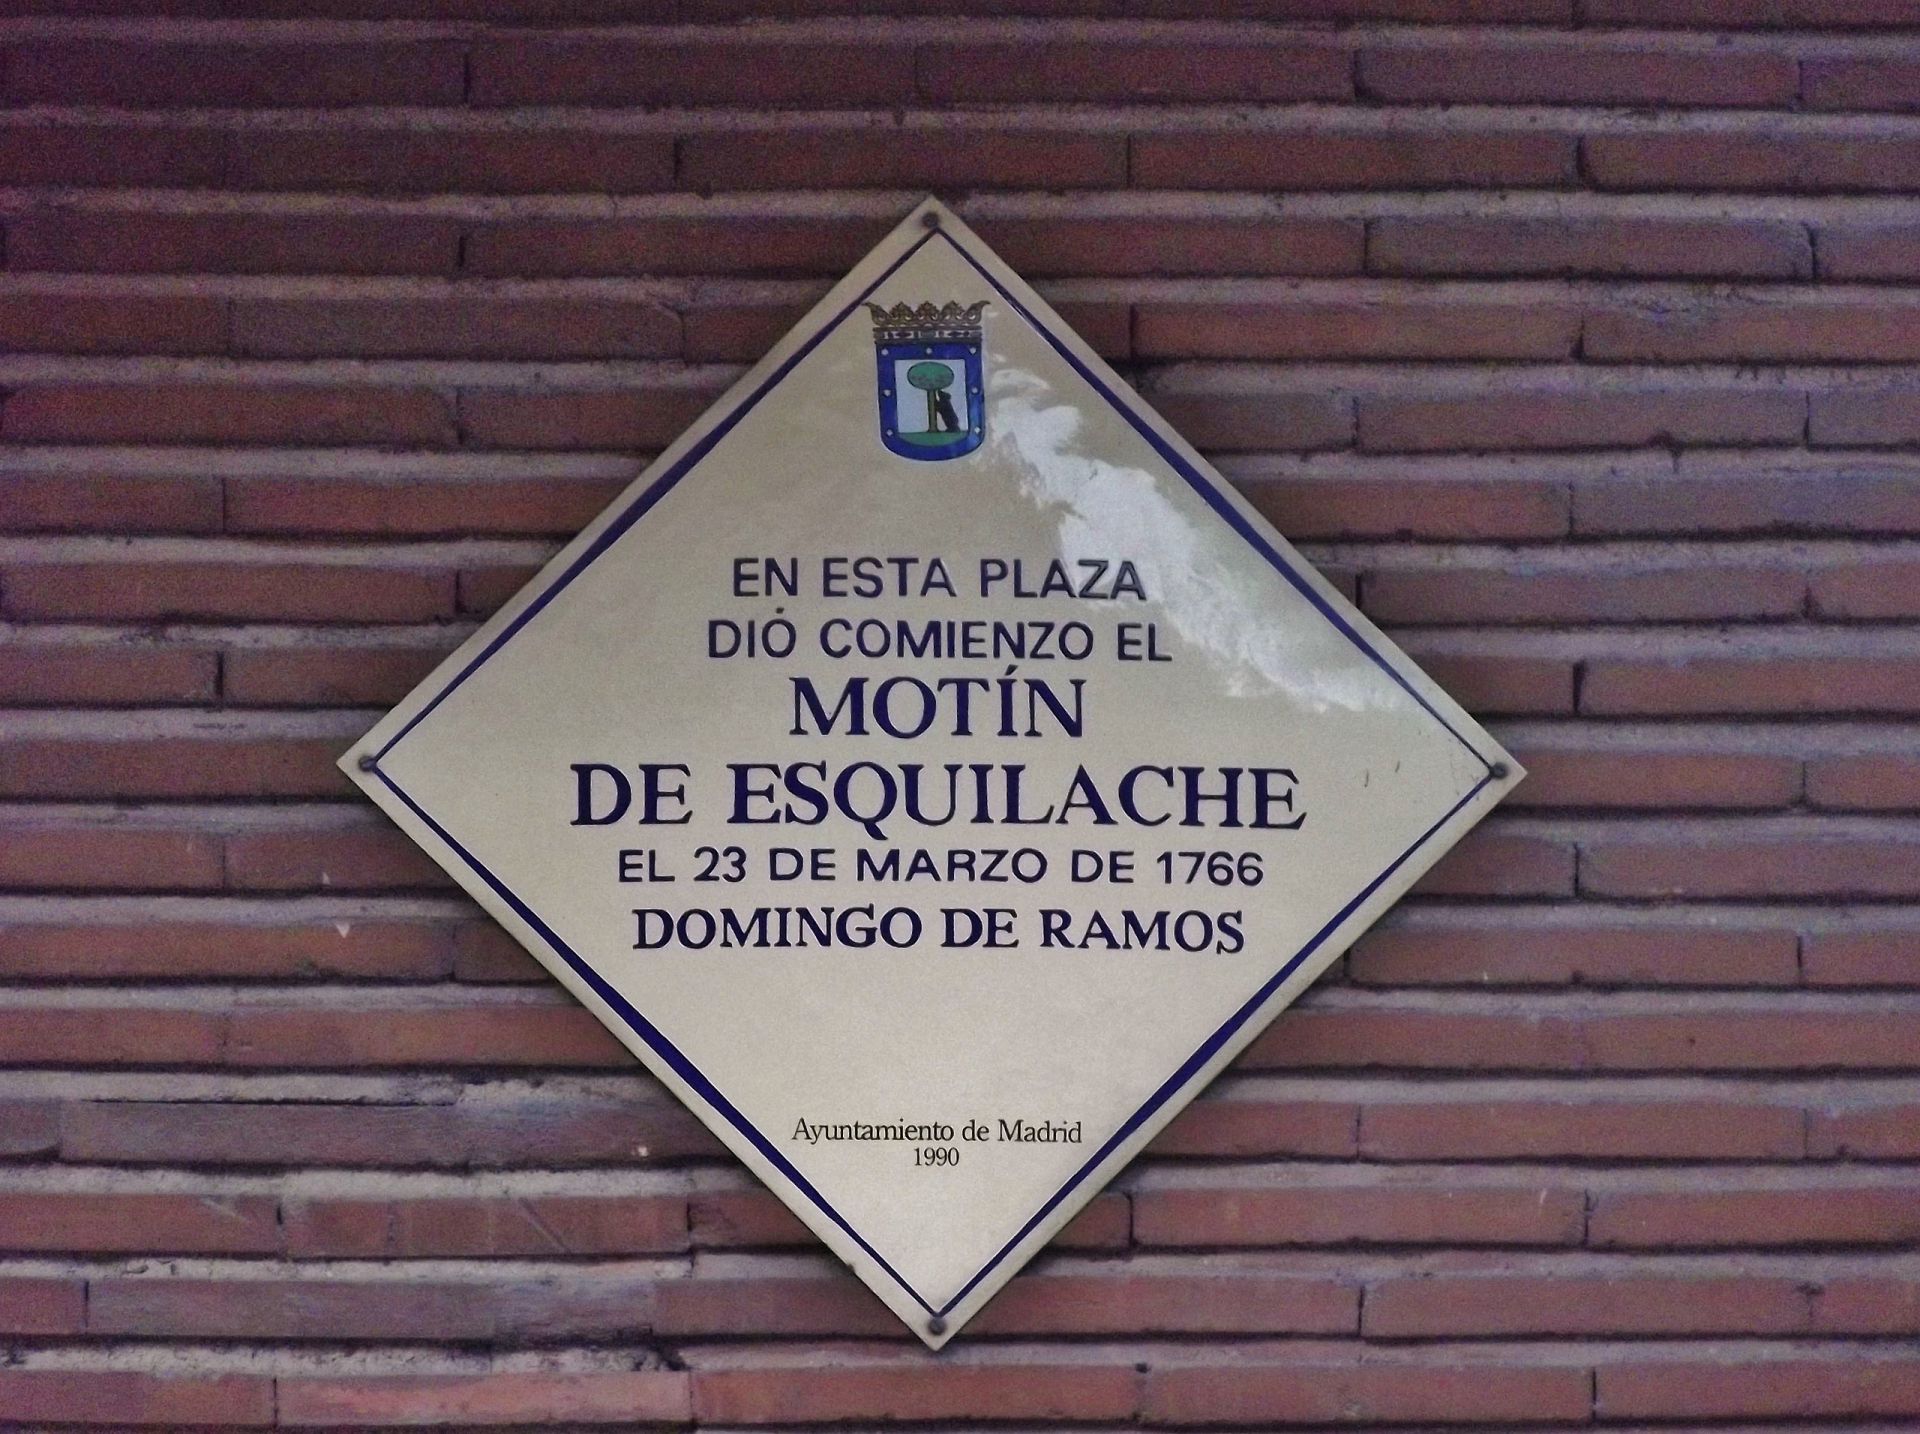 EN ESTA PLAZA
DIÓ COMIENZO EL
MOTÍN
DE ESQUILACHE
EL 23 DE MARZO DE 1766
DOMINGO DE RAMOS
Ayuntamiento de Madrid
1990